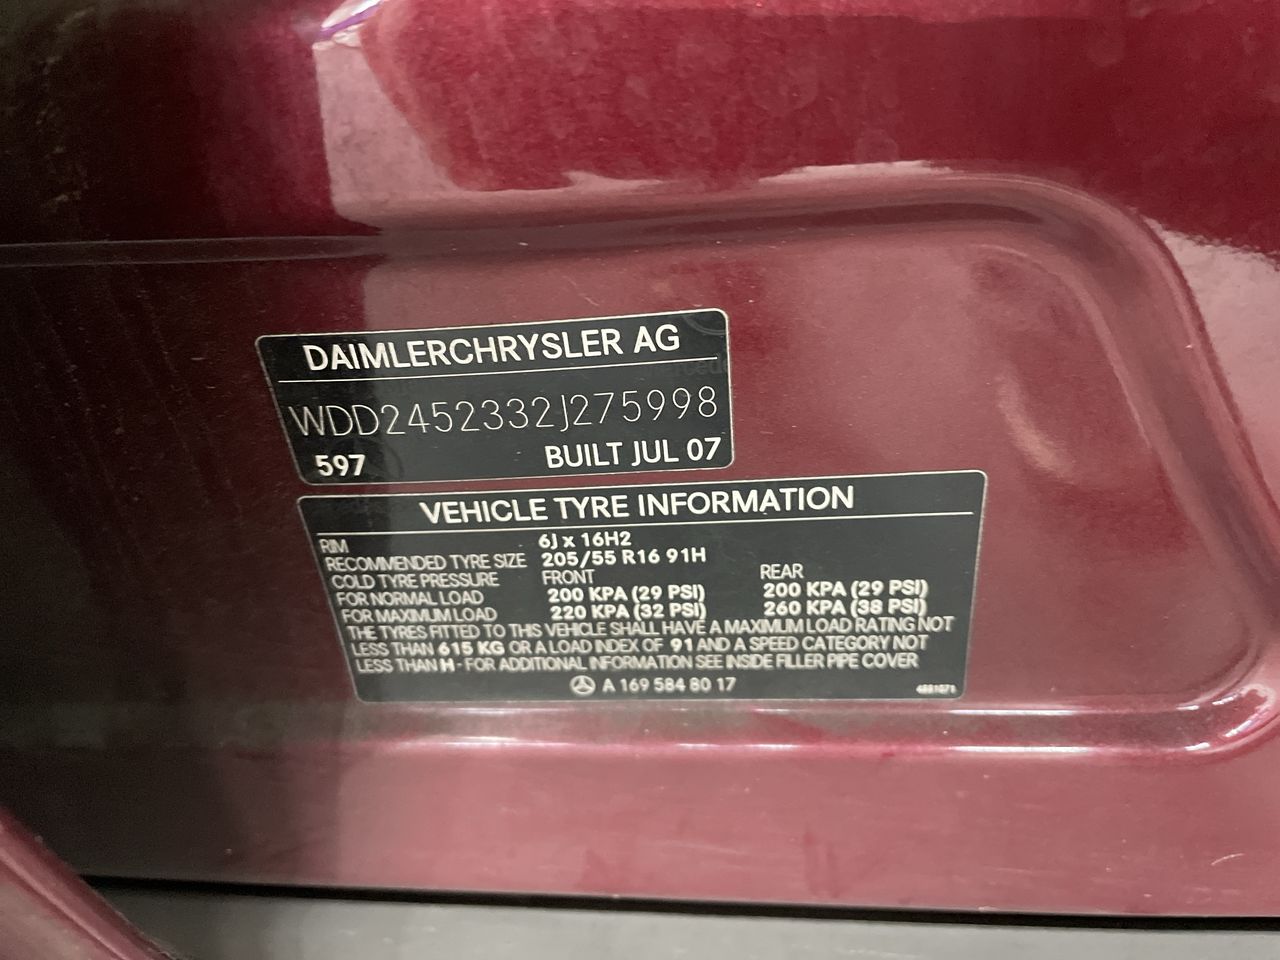 DAIMLERCHRYSLER AG
WDD2452332J275998
597 BUILT JUL 07
VEHICLE TYRE INFORMATION
RIM 6J x 16H2
RECOMMENDED TYRE SIZE 205/55 R16 91H
COLD TYRE PRESSURE FRONT REAR
FOR NORMAL LOAD 200 KPA (29 PSI) 200 KPA (29 PSI)
FOR MAXIMUM LOAD 220 KPA (32 PSI) 260 KPA (38 PSI)
THE TYRES FITTED TO THIS VEHICLE SHALL HAVE A MAXIMUM LOAD RATING NOT
LESS THAN 615 KG OR A LOAD INDEX OF 91 AND A SPEED CATEGORY NOT
LESS THAN H - FOR ADDITIONAL INFORMATION SEE INSIDE FILLER PIPE COVER
A 169 584 80 17